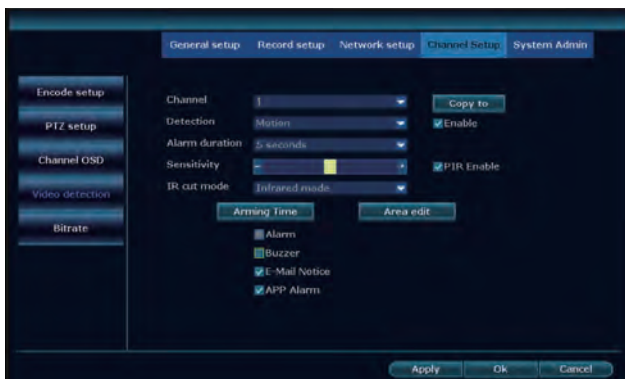 General setup Record setup Network setup Channel Setup System Admin
Encode setup
PTZ setup
Channel OSD
Video detection
Bitrate
Channel 1 Copy to
Detection Motion Enable
Alarm duration 5 seconds
Sensitivity - + PIR Enable
IR cut mode Infrared mode
Arming Time Area edit
Alarm
Buzzer
E-Mail Notice
APP Alarm
Apply Ok Cancel